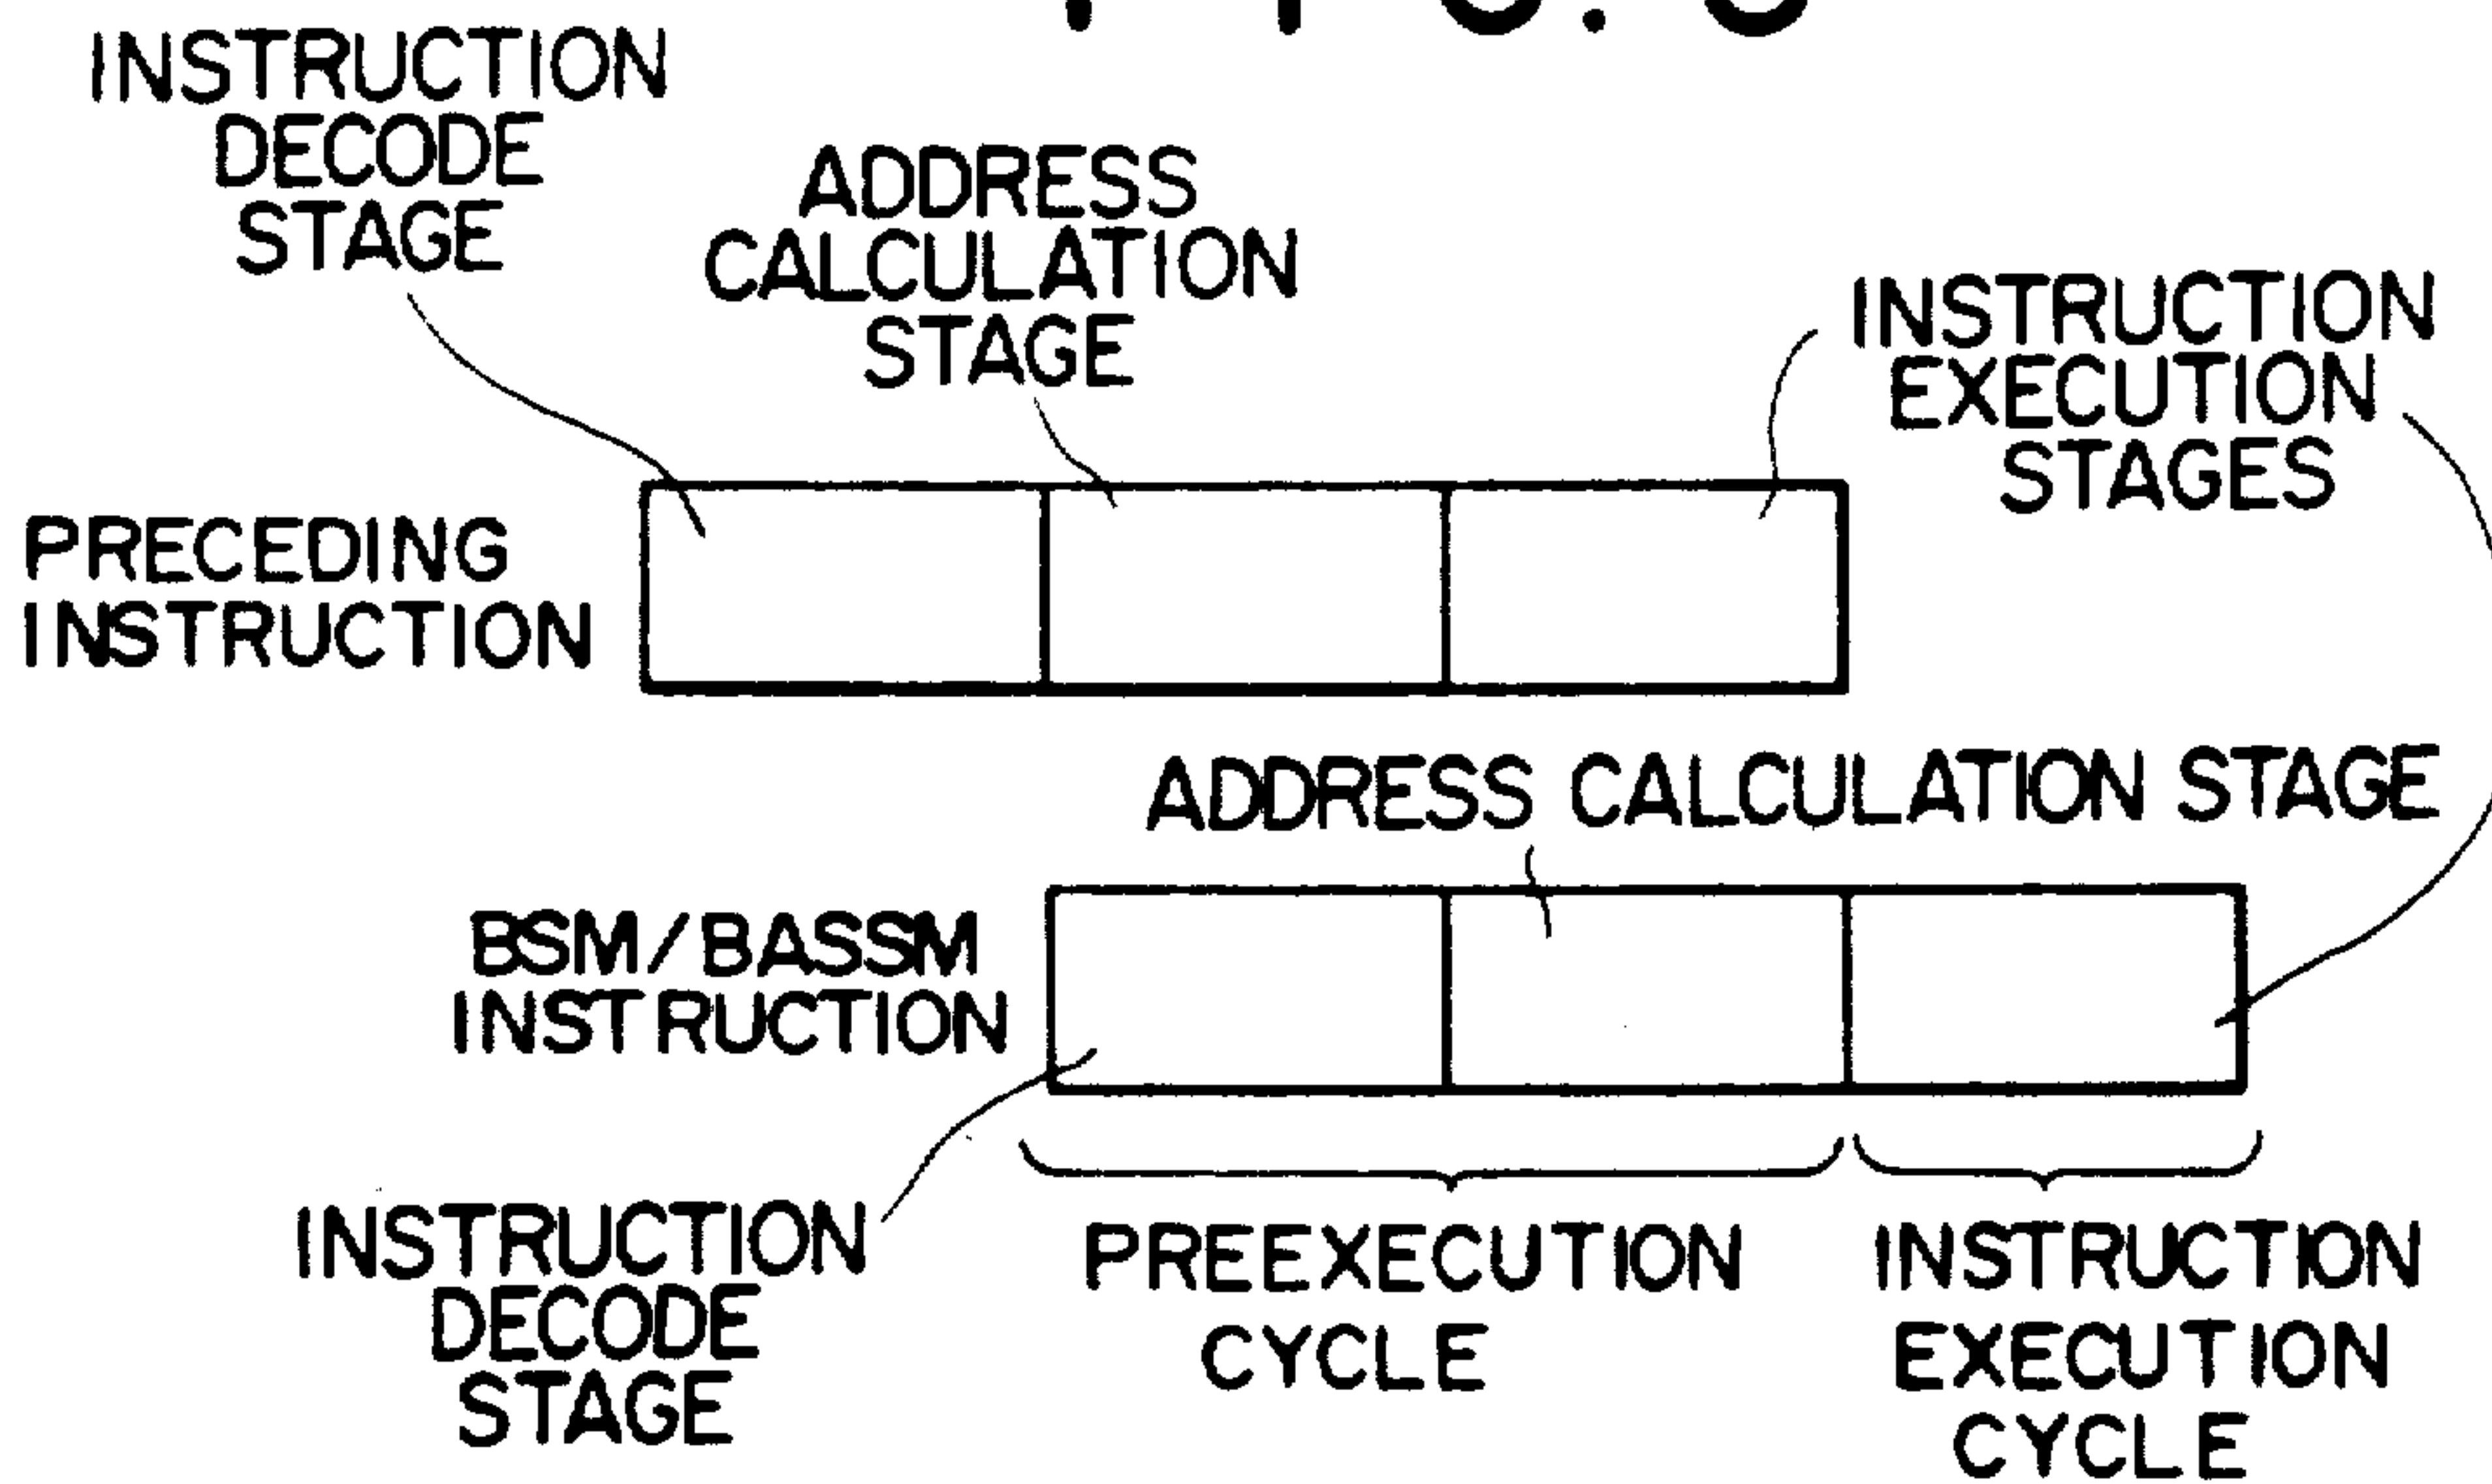 INSTRUCTION
DECODE
STAGE
ADDRESS
CALCULATION
STAGE
INSTRUCTION
EXECUTION
STAGES
PRECEDING
INSTRUCTION
ADDRESS CALCULATION STAGE
BSM/BASSM
INSTRUCTION
INSTRUCTION
DECODE
STAGE
PREEXECUTION
CYCLE
INSTRUCTION
EXECUTION
CYCLE